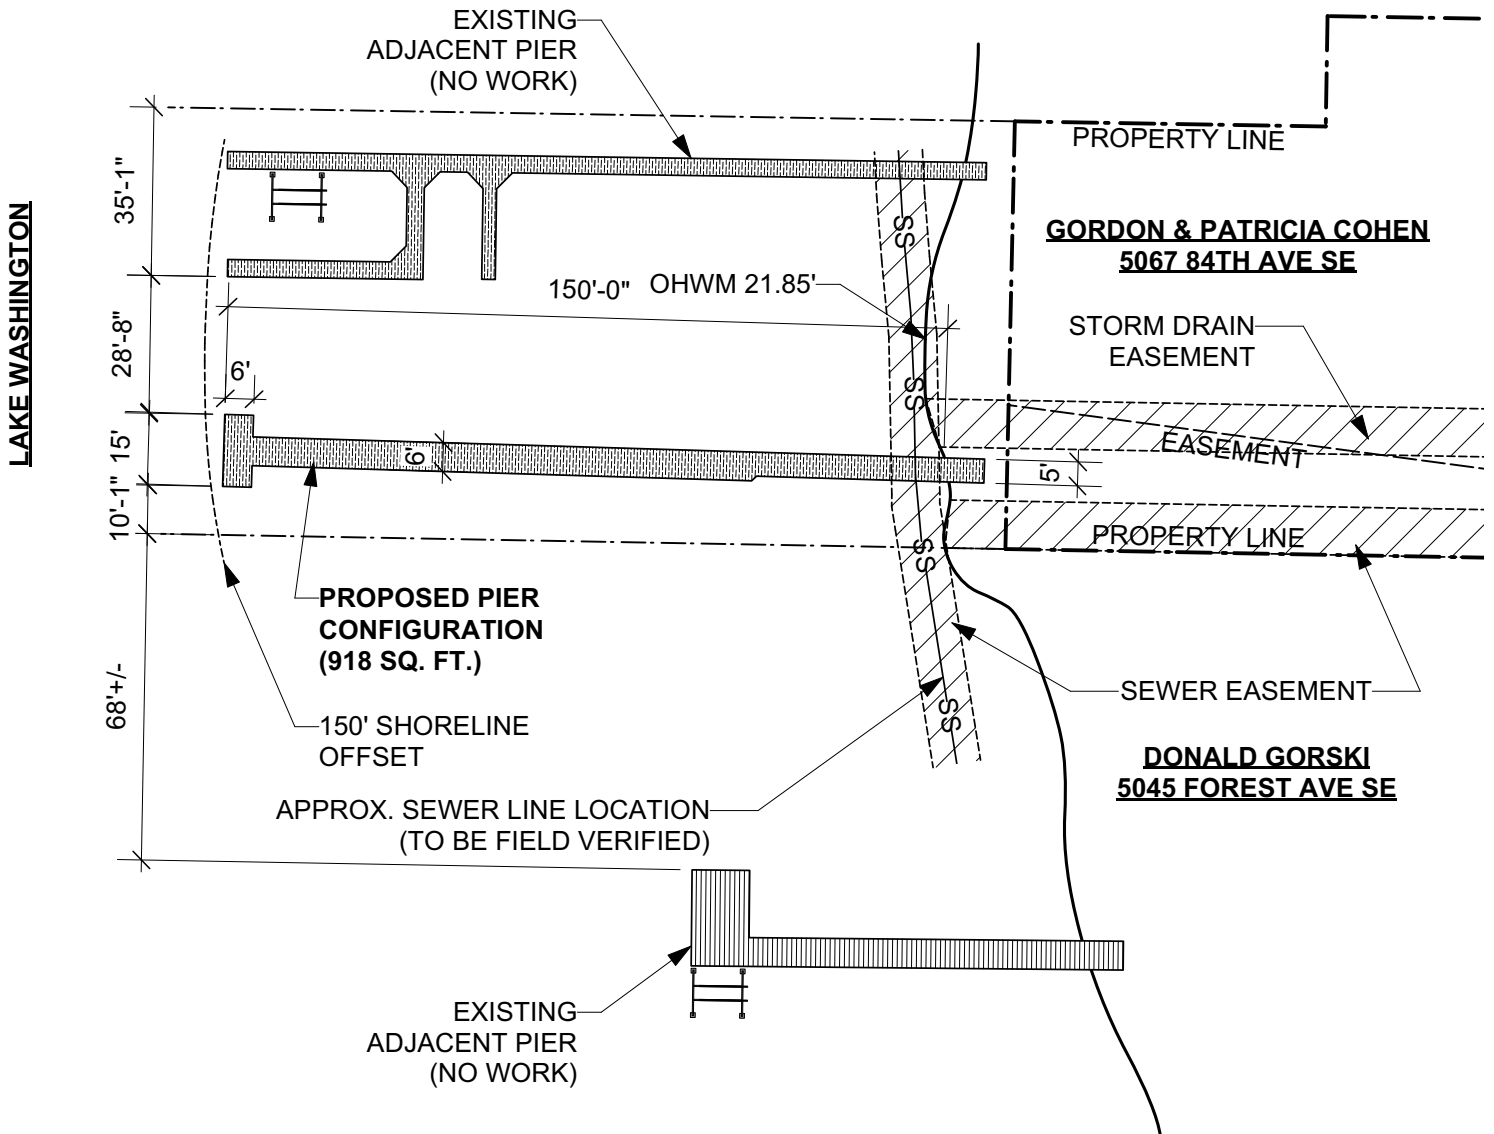 EXISTING
ADJACENT PIER
(NO WORK)
PROPERTY LINE
35'-1"
LAKE WASHINGTON
GORDON & PATRICIA COHEN
5067 84TH AVE SE
SS
150'-0"
OHWM 21.85'
28'-8"
STORM DRAIN
EASEMENT
6'
SS
15'
6'
EASEMENT
5'
10'-1"
PROPERTY LINE
SS
PROPOSED PIER
CONFIGURATION
(918 SQ. FT.)
68'+/-
SEWER EASEMENT
SS
150' SHORELINE
OFFSET
DONALD GORSKI
5045 FOREST AVE SE
APPROX. SEWER LINE LOCATION
(TO BE FIELD VERIFIED)
EXISTING
ADJACENT PIER
(NO WORK)